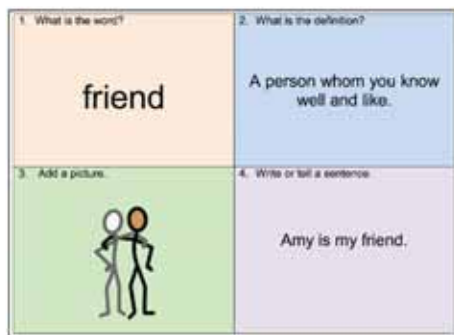 1. What is the word?
friend
2. What is the definition?
A person whom you know
well and like.
3. Add a picture.
4. Write or tell a sentence.
Amy is my friend.